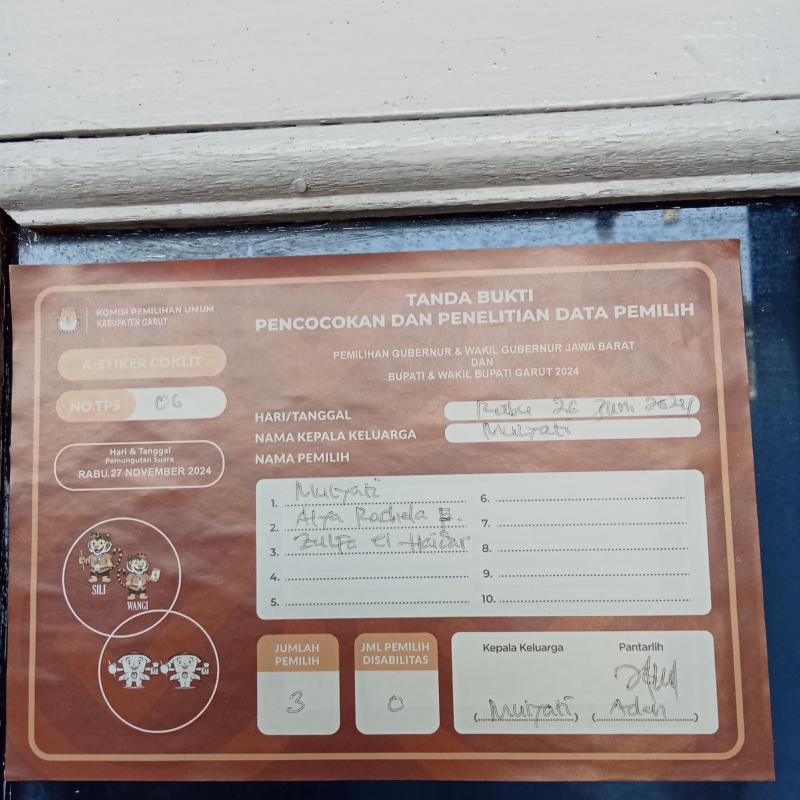 KOMISI PEMILIHAN UMUM
KABUPATEN GARUT
A-STIKER COKLIT
NO.TPS 06
Hari & Tanggal
Pemungutan Suara
RABU,27 NOVEMBER 2024
SILI
WANGI
TANDA BUKTI
PENCOCOKAN DAN PENELITIAN DATA PEMILIH
PEMILIHAN GUBERNUR & WAKIL GUBERNUR JAWA BARAT
DAN
BUPATI & WAKIL BUPATI GARUT 2024
HARI/TANGGAL Rabu 26 Juni 2024
NAMA KEPALA KELUARGA Mulyati
NAMA PEMILIH
1. Mulyati
2. Alya Rachela E.
3. Zulfa el Haidar
4.
5.
6.
7.
8.
9.
10.
JUMLAH
PEMILIH
3
JML PEMILIH
DISABILITAS
0
Kepala Keluarga
(Mulyati)
Pantarlih
(Adah)